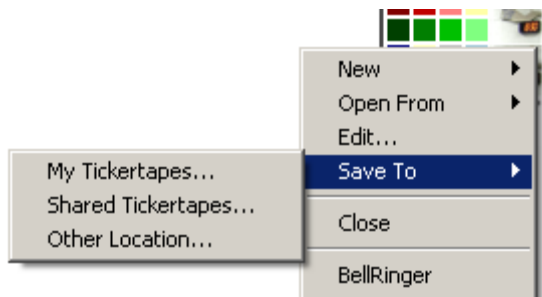 New
Open From
Edit...
Save To
My Tickertapes...
Shared Tickertapes...
Other Location...
Close
BellRinger